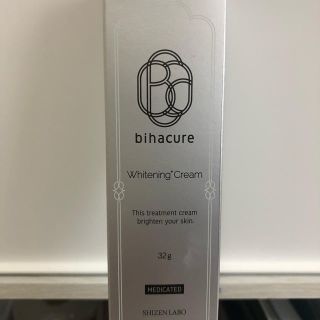 bihacure
Whitening*Cream
This treatment cream
brighten your skin.
32g
MEDICATED
SHIZEN LABO